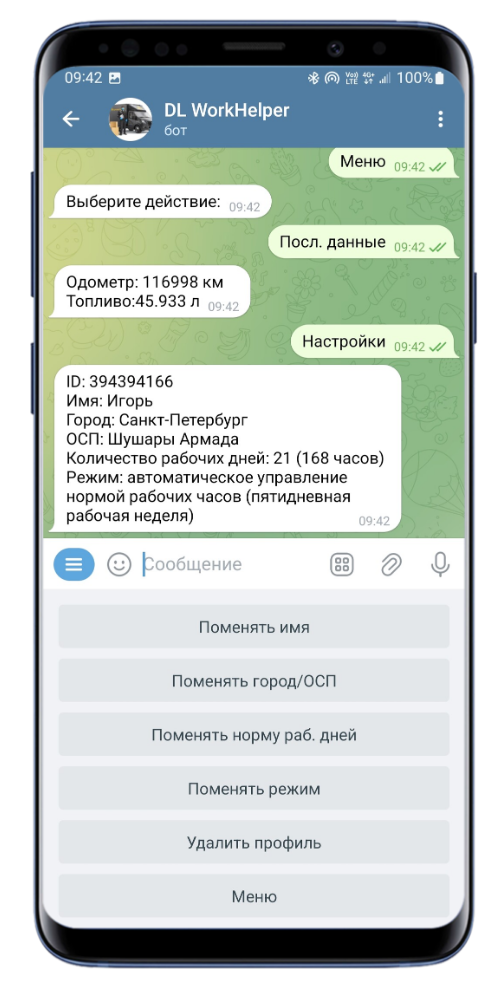 09:42
Vo)) LTE 4G+ 100%
DL WorkHelper
бот
Меню 09:42
Выберите действие: 09:42
Посл. данные 09:42
Одометр: 116998 км
Топливо:45.933 л 09:42
Настройки 09:42
ID: 394394166
Имя: Игорь
Город: Санкт-Петербург
ОСП: Шушары Армада
Количество рабочих дней: 21 (168 часов)
Режим: автоматическое управление
нормой рабочих часов (пятидневная
рабочая неделя) 09:42
Сообщение
Поменять имя
Поменять город/ОСП
Поменять норму раб. дней
Поменять режим
Удалить профиль
Меню